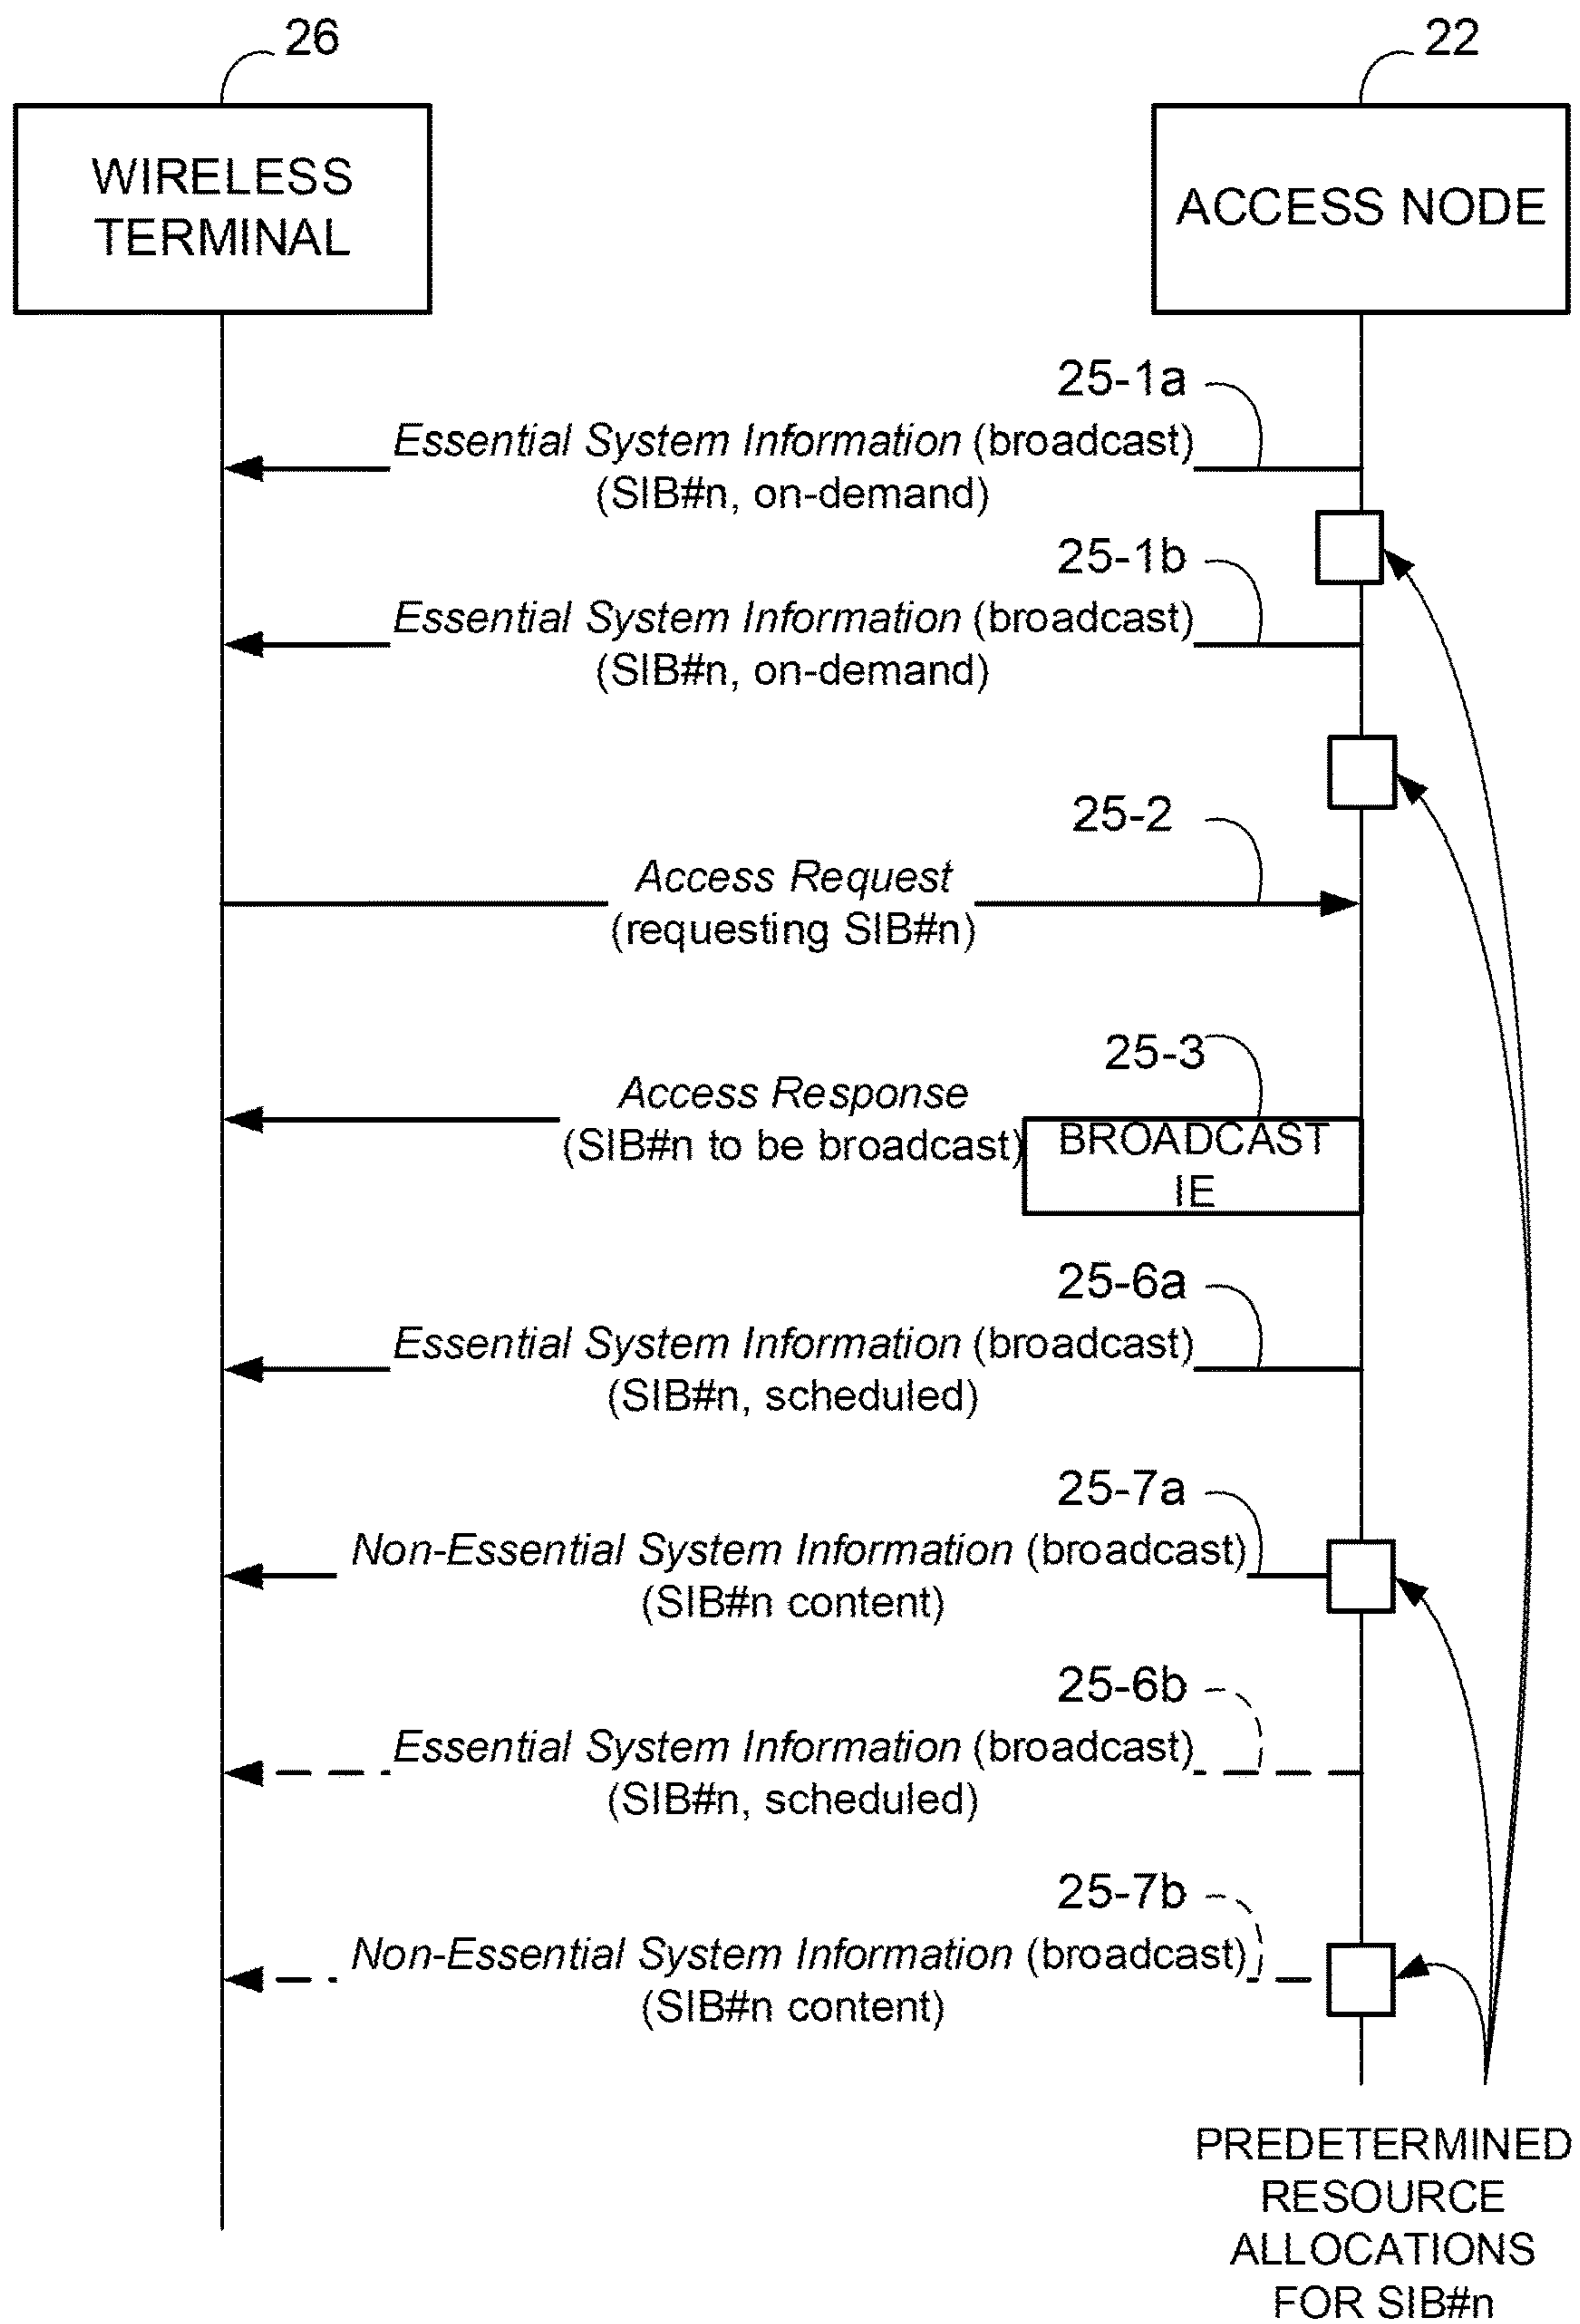 26
22
WIRELESS
TERMINAL
ACCESS NODE
25-1a
Essential System Information (broadcast)
(SIB#n, on-demand)
25-1b
Essential System Information (broadcast)
(SIB#n, on-demand)
25-2
Access Request
(requesting SIB#n)
25-3
Access Response
(SIB#n to be broadcast)
BROADCAST
IE
25-6a
Essential System Information (broadcast)
(SIB#n, scheduled)
25-7a
Non-Essential System Information (broadcast)
(SIB#n content)
25-6b
Essential System Information (broadcast)
(SIB#n, scheduled)
25-7b
Non-Essential System Information (broadcast)
(SIB#n content)
PREDETERMINED
RESOURCE
ALLOCATIONS
FOR SIB#n